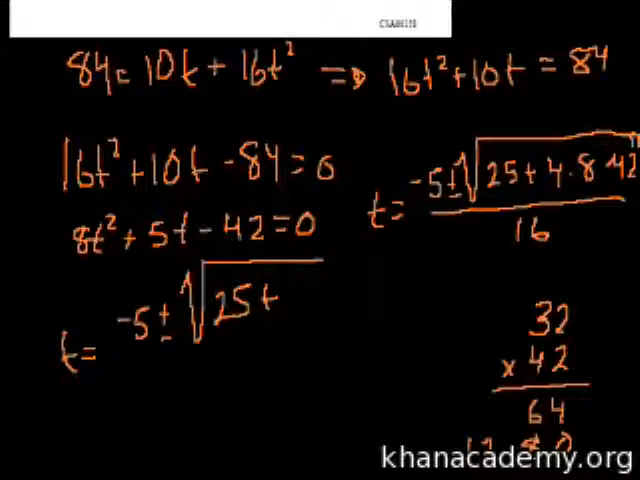 84 = 10t + 16t² ⇒ 16t² + 10t = 84
16t² + 10t - 84 = 0
8t² + 5t - 42 = 0
t = -5 ± √25 +
t = -5 ± √25 + 4·8 42
16
32
x 42
64
khanacademy.org